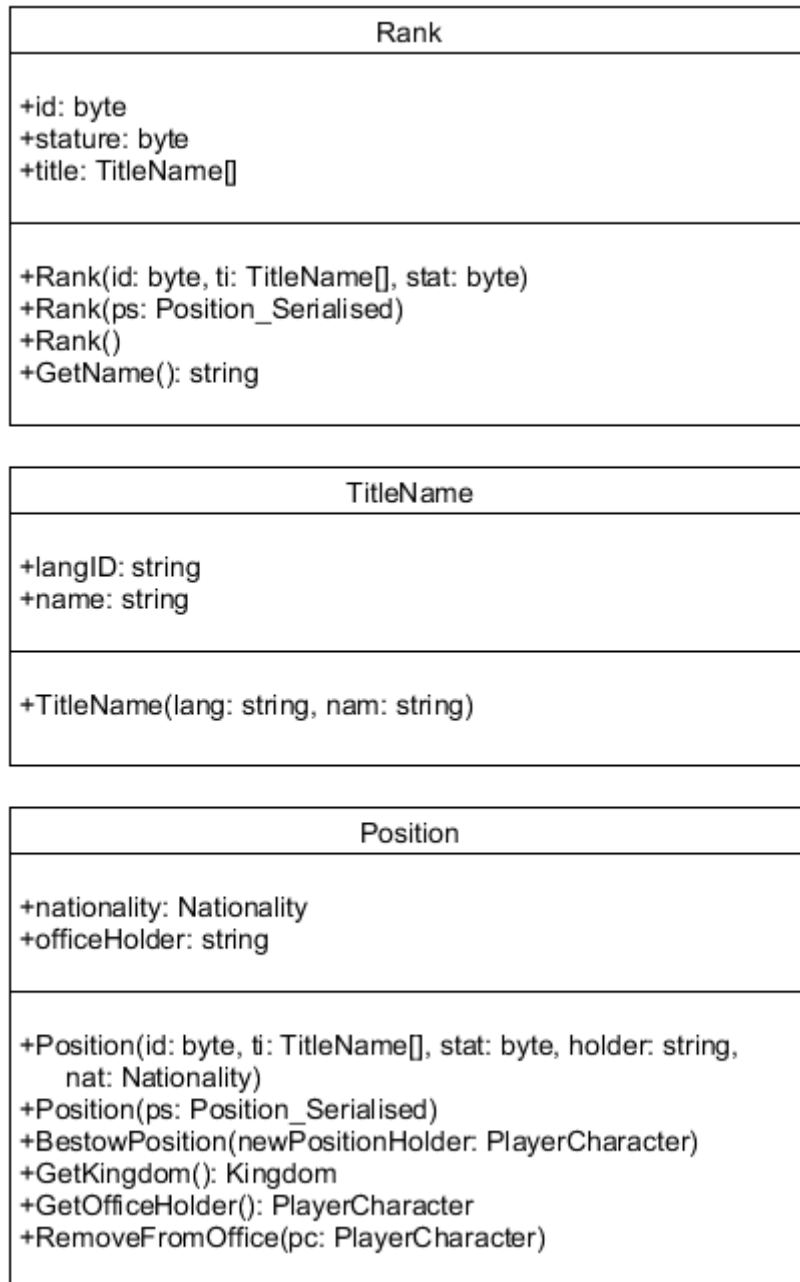 Rank
+id: byte
+stature: byte
+title: TitleName[]
+Rank(id: byte, ti: TitleName[], stat: byte)
+Rank(ps: Position_Serialised)
+Rank()
+GetName(): string
TitleName
+langID: string
+name: string
+TitleName(lang: string, nam: string)
Position
+nationality: Nationality
+officeHolder: string
+Position(id: byte, ti: TitleName[], stat: byte, holder: string,
nat: Nationality)
+Position(ps: Position_Serialised)
+BestowPosition(newPositionHolder: PlayerCharacter)
+GetKingdom(): Kingdom
+GetOfficeHolder(): PlayerCharacter
+RemoveFromOffice(pc: PlayerCharacter)